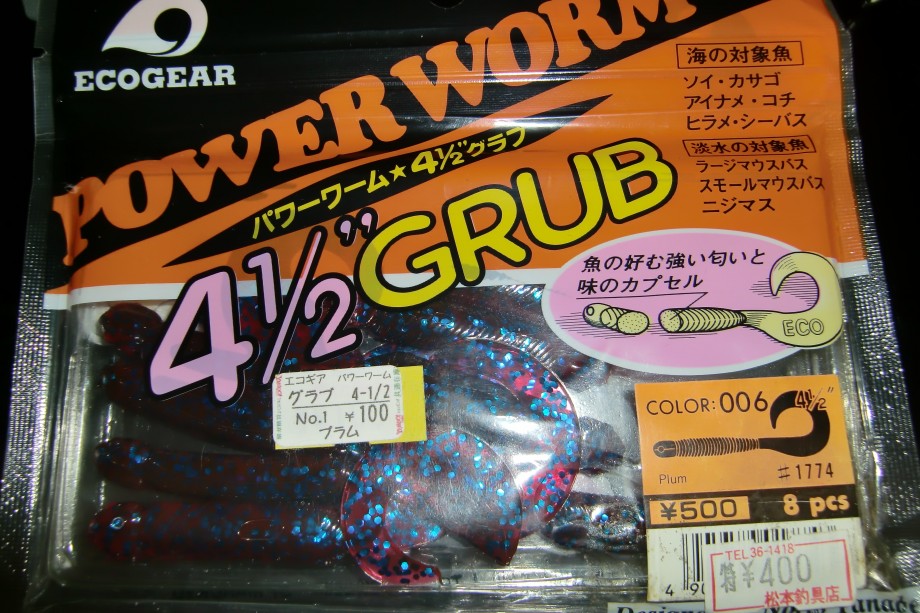 ECOGEAR
POWER WORM
パワーワーム★4½"グラブ
4½" GRUB
海の対象魚
ソイ・カサゴ
アイナメ・コチ
ヒラメ・シーバス
淡水の対象魚
ラージマウスバス
スモールマウスバス
ニジマス
魚の好む強い匂いと
味のカプセル
ECO
エコギア パワーワーム
グラブ 4-1/2
No.1 ¥100
プラム
COLOR: 006 4½"
Plum #1774
¥500 8 pcs
TEL36-1418
特¥400
松本釣具店
4